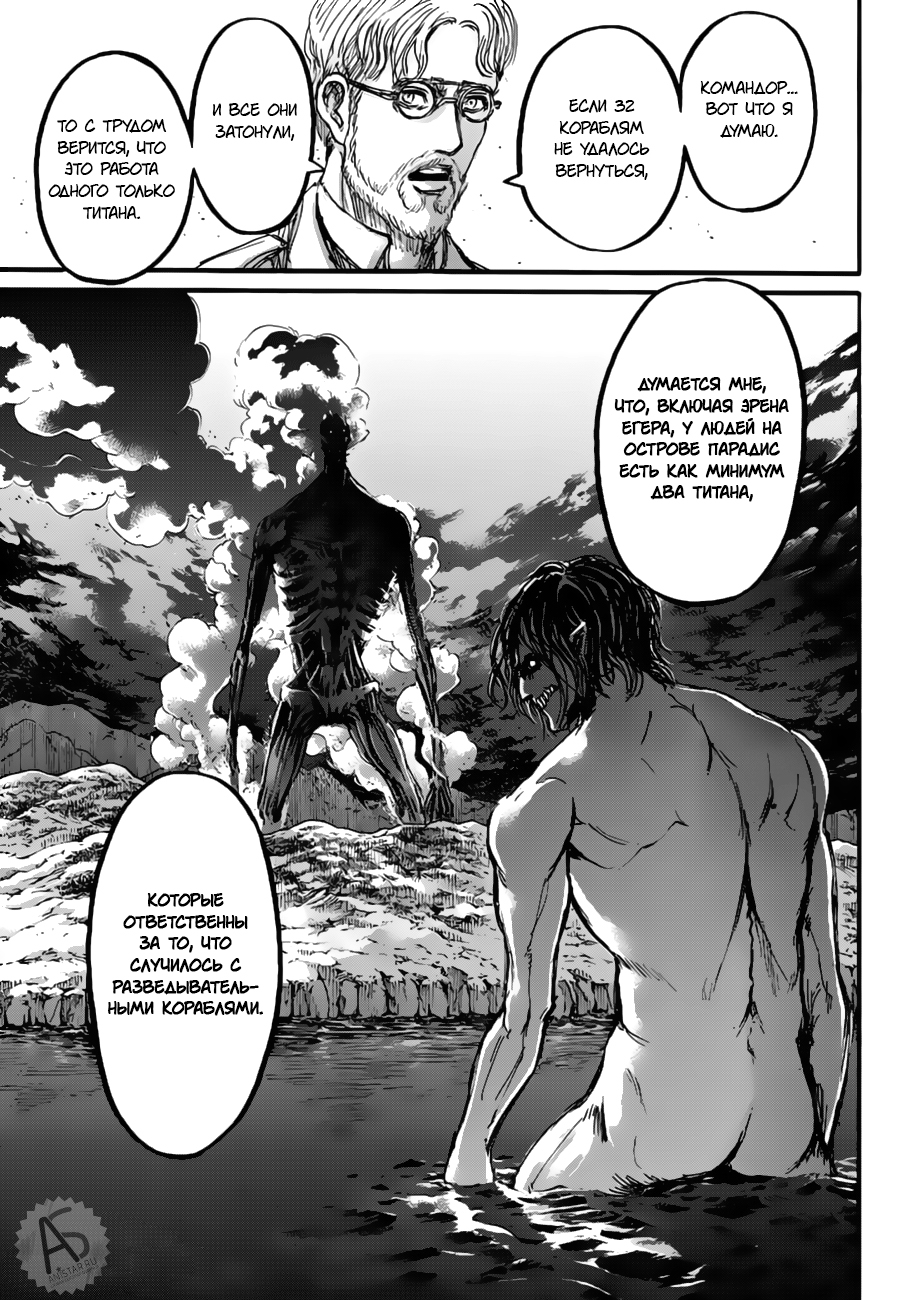 КОМАНДОР...
ВОТ ЧТО Я
ДУМАЮ.
ЕСЛИ 32
КОРАБЛЯМ
НЕ УДАЛОСЬ
ВЕРНУТЬСЯ,
И ВСЕ ОНИ
ЗАТОНУЛИ,
ТО С ТРУДОМ
ВЕРИТСЯ, ЧТО
ЭТО РАБОТА
ОДНОГО ТОЛЬКО
ТИТАНА.
ДУМАЕТСЯ МНЕ,
ЧТО, ВКЛЮЧАЯ ЭРЕНА
ЕГЕРА, У ЛЮДЕЙ НА
ОСТРОВЕ ПАРАДИС
ЕСТЬ КАК МИНИМУМ
ДВА ТИТАНА,
КОТОРЫЕ
ОТВЕТСТВЕННЫ
ЗА ТО, ЧТО
СЛУЧИЛОСЬ С
РАЗВЕДЫВАТЕЛЬ-
НЫМИ КОРАБЛЯМИ.
AS
ANISTAR.RU